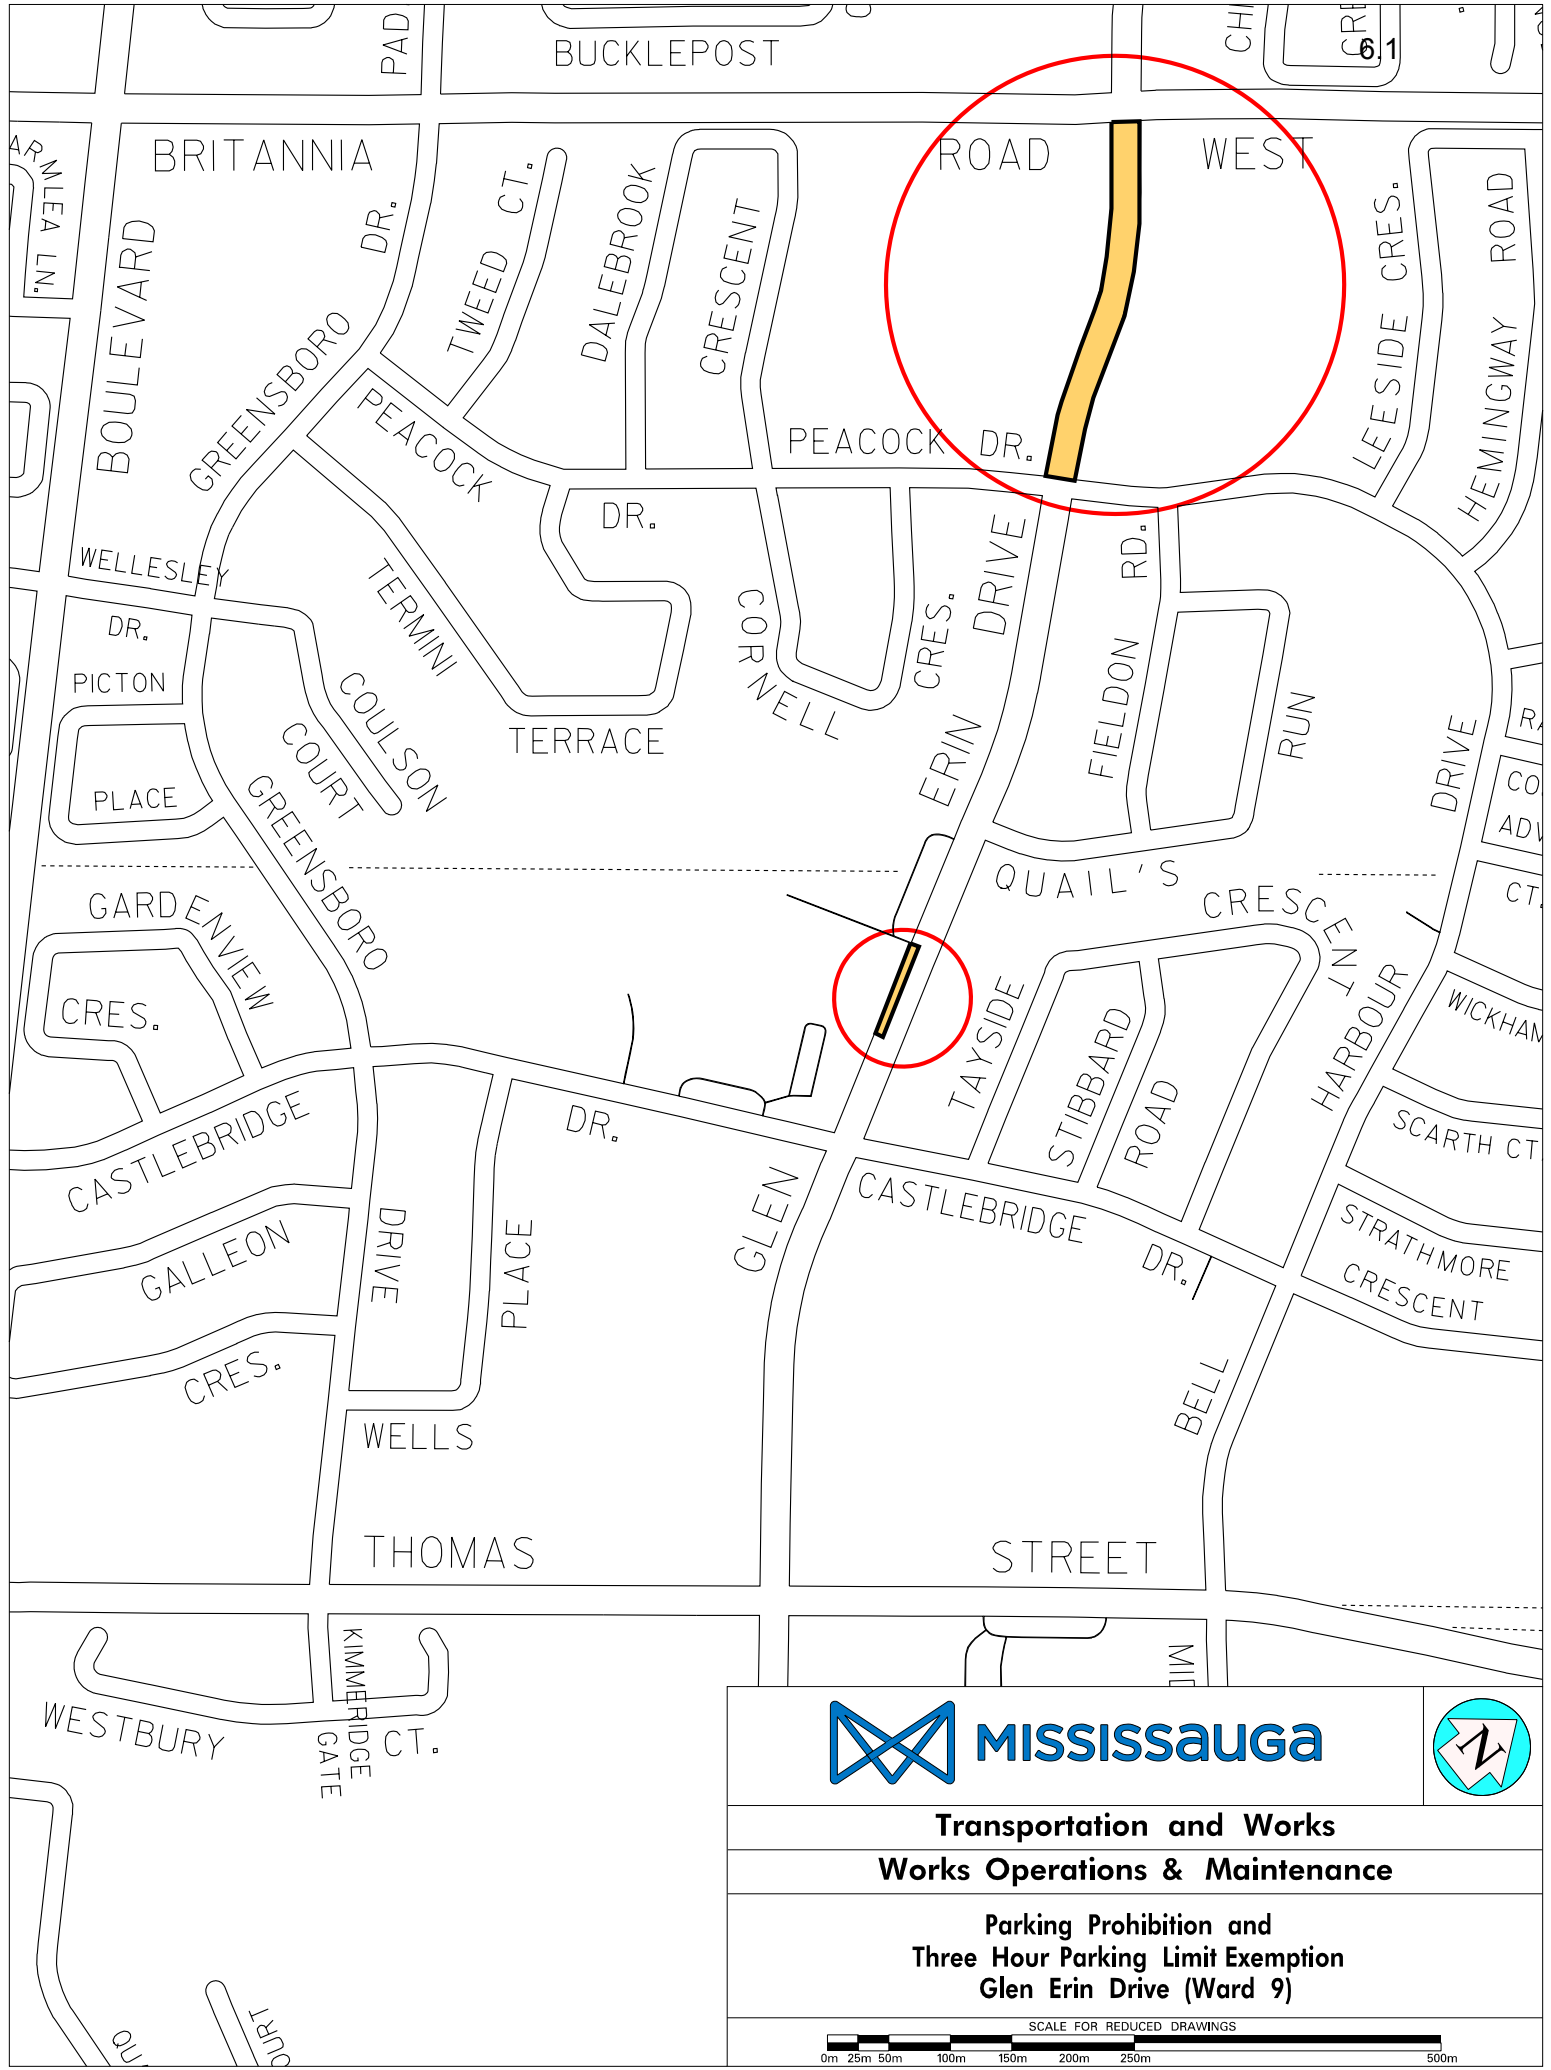 BUCKLEPOST
6.1
BRITANNIA ROAD WEST
BOULEVARD
GREENSBORO DR.
TWEED CT.
DALEBROOK
CRESCENT
LEESIDE CRES.
HEMINGWAY ROAD
PEACOCK
DR.
PEACOCK DR.
WELLESLEY
DR.
PICTON
PLACE
TERMINI
TERRACE
COULSON
COURT
CORNELL
CRES.
ERIN DRIVE
FIELDON RD.
QUAIL'S
RUN
GREENSBORO
GARDENVIEW
CRES.
CRESCENT
TAYSIDE
STIBBARD
ROAD
HARBOUR
DRIVE
CT.
WICKHAM
SCARTH CT.
STRATHMORE
CRESCENT
CASTLEBRIDGE
DR.
GLEN
CASTLEBRIDGE
DR.
GALLEON
CRES.
DRIVE
PLACE
WELLS
BELL
THOMAS STREET
WESTBURY
CT.
KIMMERIDGE
GATE
MISSISSAUGA
N
Transportation and Works
Works Operations & Maintenance
Parking Prohibition and
Three Hour Parking Limit Exemption
Glen Erin Drive (Ward 9)
SCALE FOR REDUCED DRAWINGS
0m 25m 50m 100m 150m 200m 250m 500m